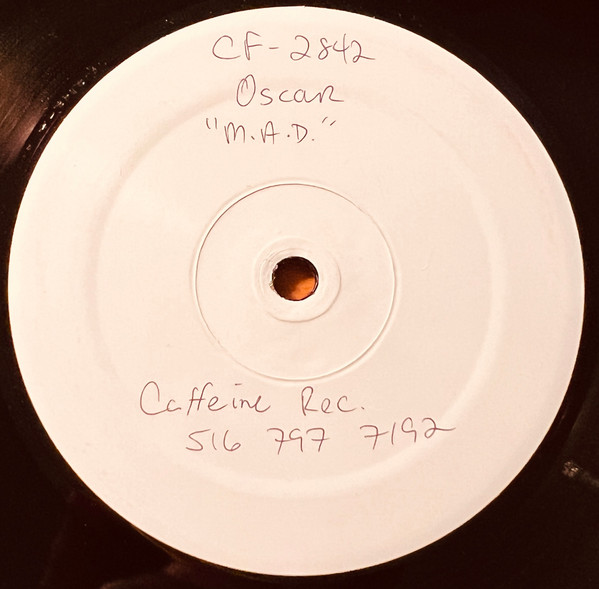 CF-2842
Oscar
"M.A.D."
Caffeine Rec.
516 797 7192